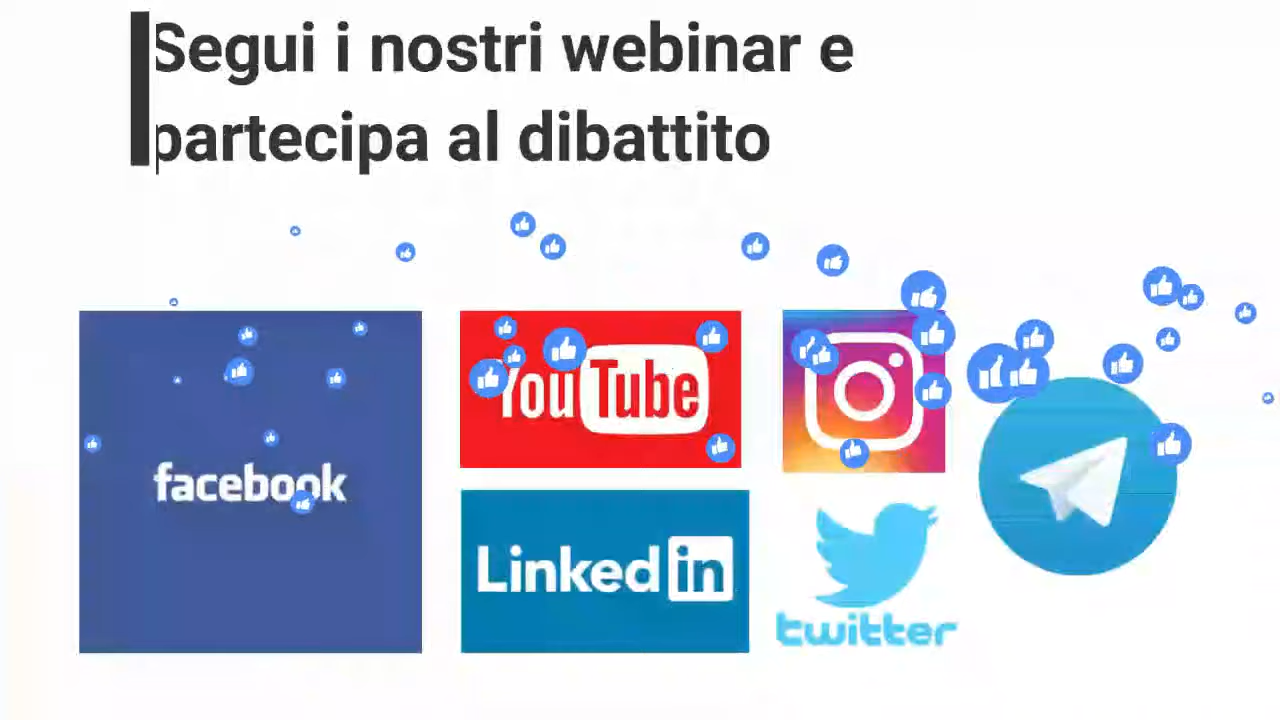 Segui i nostri webinar e
partecipa al dibattito
facebook
YouTube
Linkedin
twitter